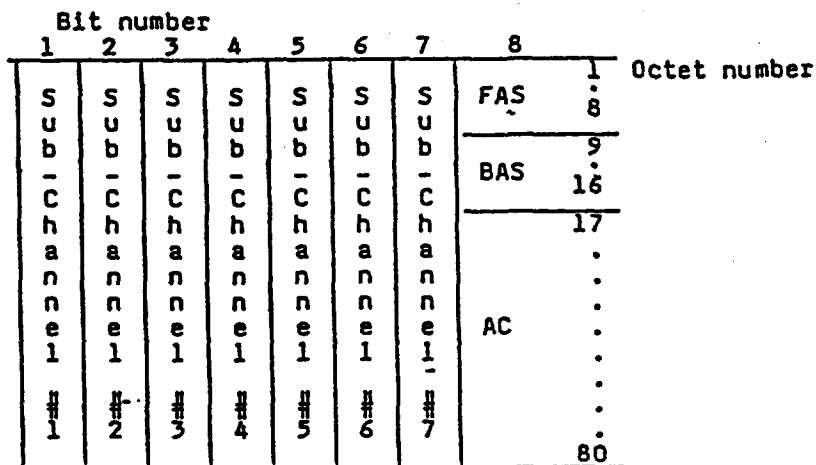 Bit number
1 2 3 4 5 6 7 8
Octet number
Sub-Channel #1
Sub-Channel #2
Sub-Channel #3
Sub-Channel #4
Sub-Channel #5
Sub-Channel #6
Sub-Channel #7
FAS
1
.
8
BAS
9
.
16
AC
17
.
.
.
.
.
.
.
80